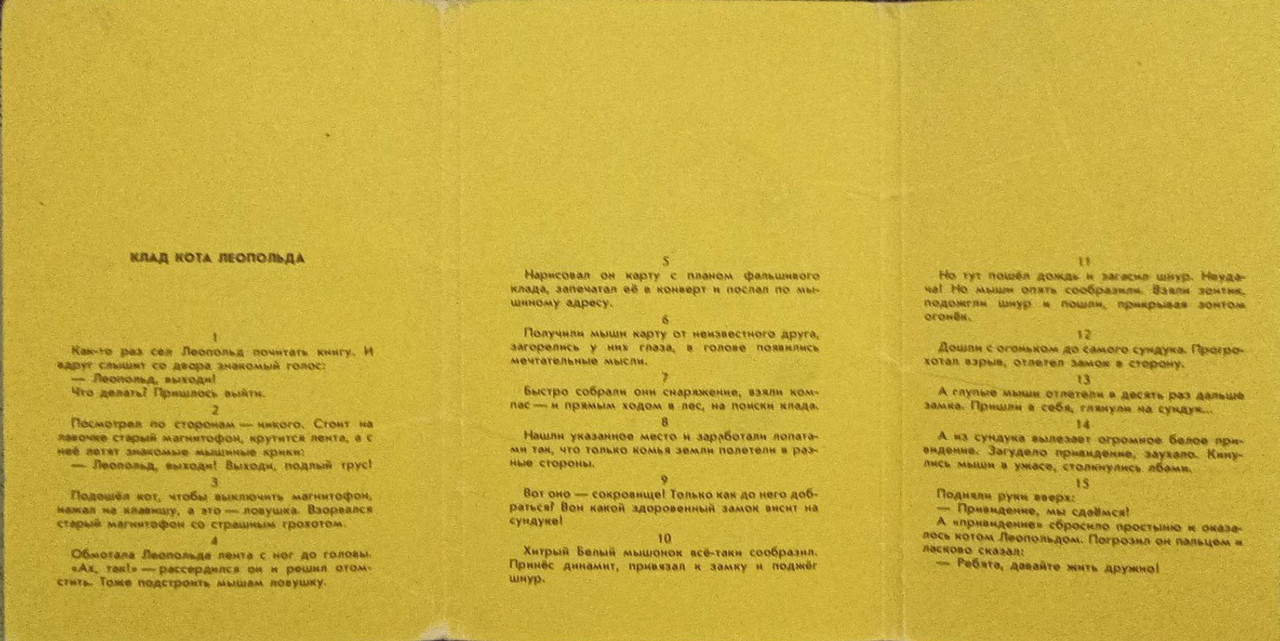 КЛАД КОТА ЛЕОПОЛЬДА
1
Как-то раз сел Леопольд почитать книгу. И
вдруг слышит со двора знакомый голос:
— Леопольд, выходи!
Что делать? Пришлось выйти.
2
Посмотрел по сторонам — никого. Стоит на
лавочке старый магнитофон, крутится лента, а с
неё летят знакомые мышиные крики:
— Леопольд, выходи! Выходи, подлый трус!
3
Подошёл кот, чтобы выключить магнитофон,
нажал на клавишу, а это — ловушка. Взорвался
старый магнитофон со страшным грохотом.
4
Обмотала Леопольда лента с ног до головы.
«Ах, так!» — рассердился он и решил отом-
стить. Тоже подстроить мышам ловушку.
5
Нарисовал он карту с планом фальшивого
клада, запечатал её в конверт и послал по мы-
шиному адресу.
6
Получили мыши карту от неизвестного друга,
загорелись у них глаза, в голове появились
мечтательные мысли.
7
Быстро собрали они снаряжение, взяли ком-
пас — и прямым ходом в лес, на поиски клада.
8
Нашли указанное место и заработали лопата-
ми так, что только комья земли полетели в раз-
ные стороны.
9
Вот оно — сокровище! Только как до него доб-
раться? Вон какой здоровенный замок висит на
сундуке!
10
Хитрый Белый мышонок всё-таки сообразил.
Принёс динамит, привязал к замку и поджёг
шнур.
11
Но тут пошёл дождь и загасил шнур. Неуда-
ча! Но мыши опять сообразили. Взяли зонтик,
подожгли шнур и пошли, прикрывая зонтом
огонёк.
12
Дошли с огоньком до самого сундука. Прогро-
хотал взрыв, отлетел замок в сторону.
13
А глупые мыши отлетели в десять раз дальше
замка. Пришли в себя, глянули на сундук...
14
А из сундука вылезает огромное белое при-
видение. Загудело привидение, заухало. Кину-
лись мыши в ужасе, столкнулись лбами.
15
Подняли руки вверх:
— Привидение, мы сдаёмся!
А «привидение» сбросило простыню и оказа-
лось котом Леопольдом. Погрозил он пальцем и
ласково сказал:
— Ребята, давайте жить дружно!